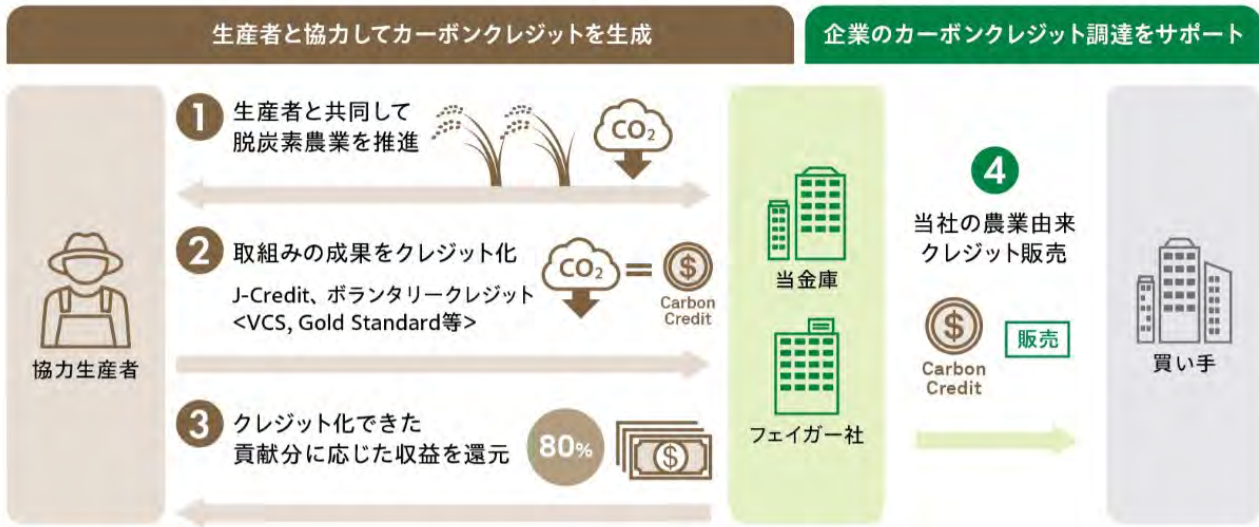 生産者と協力してカーボンクレジットを生成
企業のカーボンクレジット調達をサポート
1
生産者と共同して
脱炭素農業を推進
CO₂
2
取組みの成果をクレジット化
J-Credit、ボランタリークレジット
<VCS, Gold Standard等>
CO₂
=
$
Carbon
Credit
3
クレジット化できた
貢献分に応じた収益を還元
80%
$
協力生産者
当金庫
フェイガー社
4
当社の農業由来
クレジット販売
$
Carbon
Credit
販売
買い手